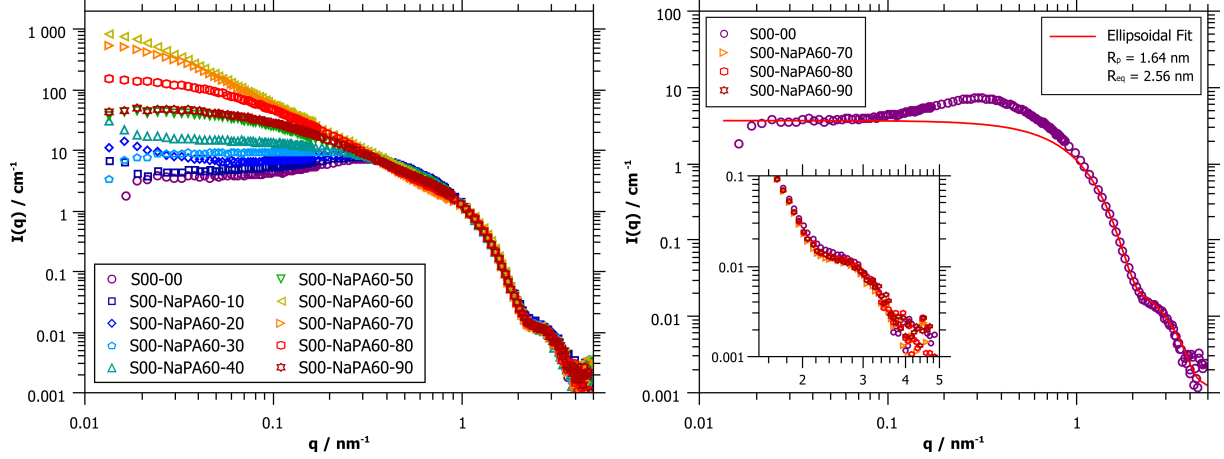 1 000
100
10
1
0.1
0.01
0.001
I(q) / cm⁻¹
S00-00
S00-NaPA60-10
S00-NaPA60-20
S00-NaPA60-30
S00-NaPA60-40
S00-NaPA60-50
S00-NaPA60-60
S00-NaPA60-70
S00-NaPA60-80
S00-NaPA60-90
0.01 0.1 1
q / nm⁻¹
100
10
1
0.1
0.01
0.001
I(q) / cm⁻¹
S00-00
S00-NaPA60-70
S00-NaPA60-80
S00-NaPA60-90
Ellipsoidal Fit
Rₚ = 1.64 nm
Req = 2.56 nm
0.1
0.01
0.001
2 3 4 5
0.01 0.1 1
q / nm⁻¹